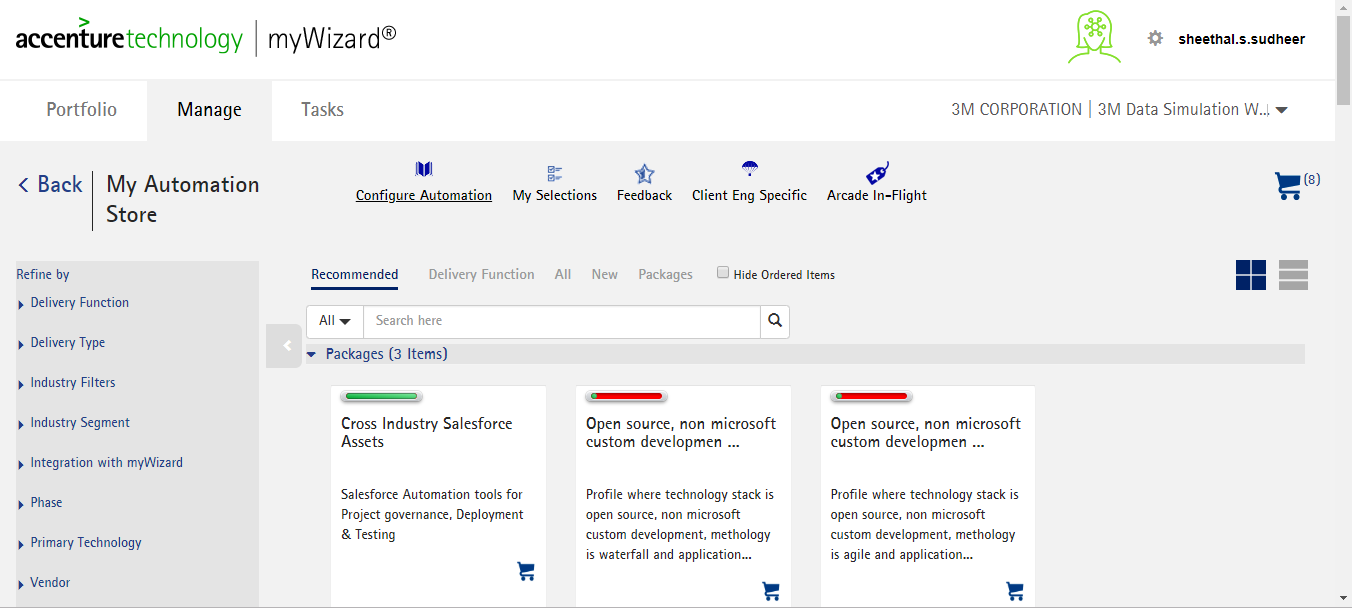 accenturetechnology myWizard®
sheethal.s.sudheer
Portfolio
Manage
Tasks
3M CORPORATION | 3M Data Simulation W...
Back
My Automation
Store
Configure Automation
My Selections
Feedback
Client Eng Specific
Arcade In-Flight
(8)
Refine by
Delivery Function
Delivery Type
Industry Filters
Industry Segment
Integration with myWizard
Phase
Primary Technology
Vendor
Recommended
Delivery Function
All
New
Packages
Hide Ordered Items
All
Search here
Packages (3 Items)
Cross Industry Salesforce
Assets
Salesforce Automation tools for
Project governance, Deployment
& Testing
Open source, non microsoft
custom developmen ...
Profile where technology stack is
open source, non microsoft
custom development, methology
is waterfall and application...
Open source, non microsoft
custom developmen ...
Profile where technology stack is
open source, non microsoft
custom development, methology
is agile and application...